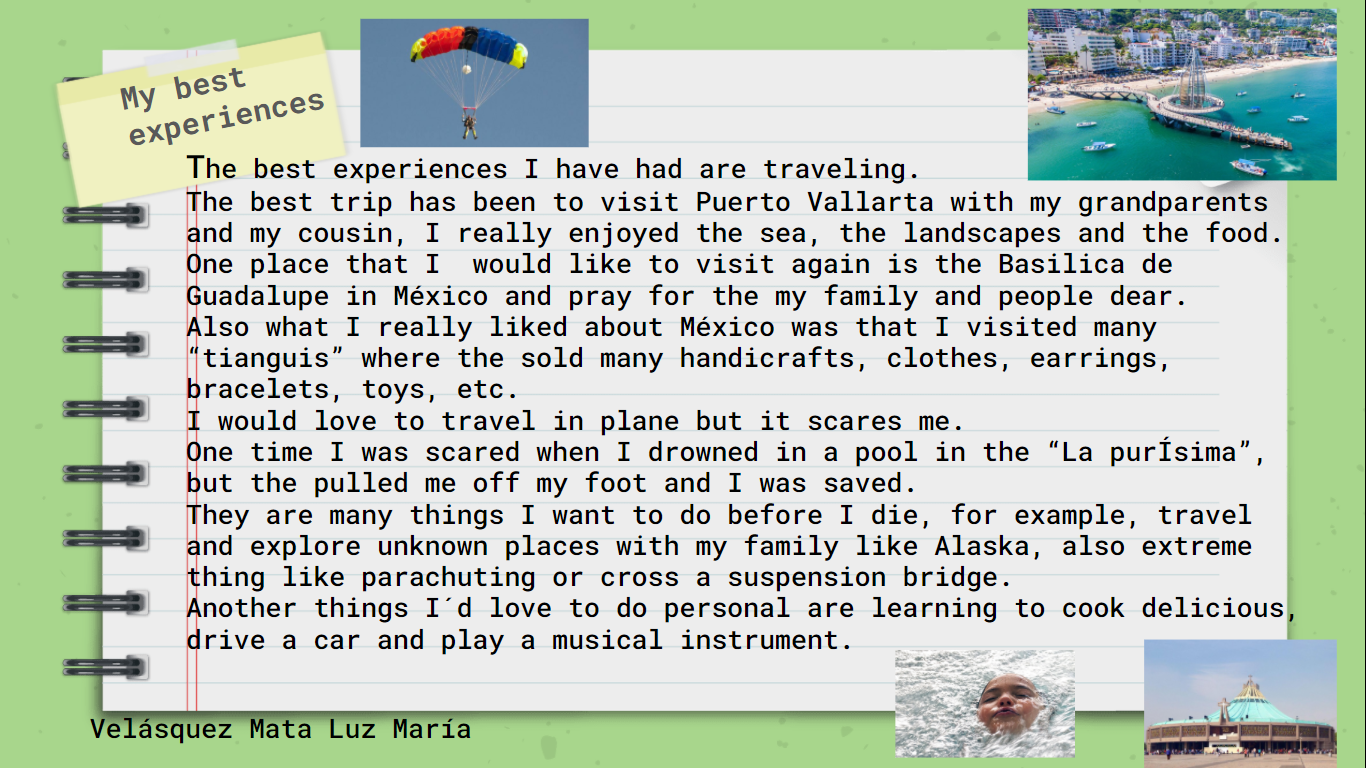 My best
experiences
The best experiences I have had are traveling.
The best trip has been to visit Puerto Vallarta with my grandparents
and my cousin, I really enjoyed the sea, the landscapes and the food.
One place that I  would like to visit again is the Basilica de
Guadalupe in México and pray for the my family and people dear.
Also what I really liked about México was that I visited many
“tianguis” where the sold many handicrafts, clothes, earrings,
bracelets, toys, etc.
I would love to travel in plane but it scares me.
One time I was scared when I drowned in a pool in the “La purÍsima”,
but the pulled me off my foot and I was saved.
They are many things I want to do before I die, for example, travel
and explore unknown places with my family like Alaska, also extreme
thing like parachuting or cross a suspension bridge.
Another things I´d love to do personal are learning to cook delicious,
drive a car and play a musical instrument.
Velásquez Mata Luz María